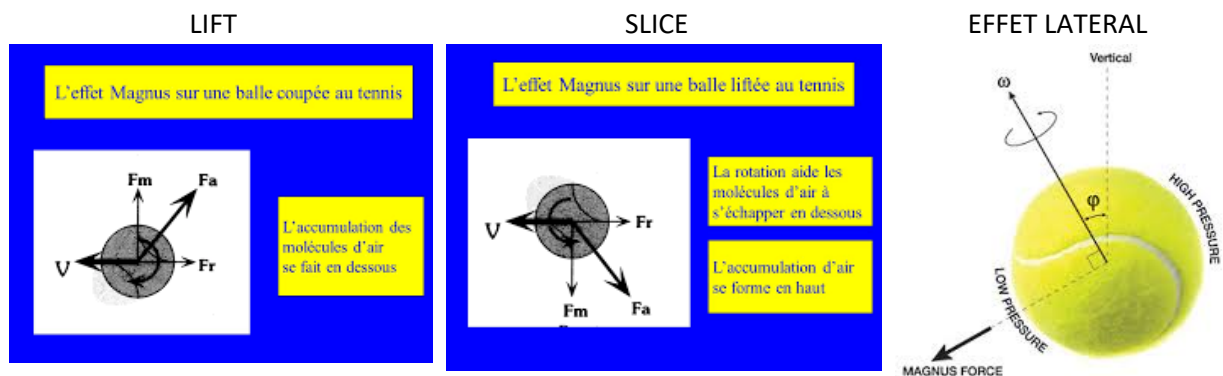 LIFT
L'effet Magnus sur une balle coupée au tennis
Fm
Fa
V
Fr
L'accumulation des
molécules d'air
se fait en dessous
SLICE
L'effet Magnus sur une balle liftée au tennis
V
Fr
Fm
Fa
La rotation aide les
molécules d'air à
s'échapper en dessous
L'accumulation d'air
se forme en haut
EFFET LATERAL
Vertical
ω
φ
HIGH PRESSURE
LOW PRESSURE
MAGNUS FORCE